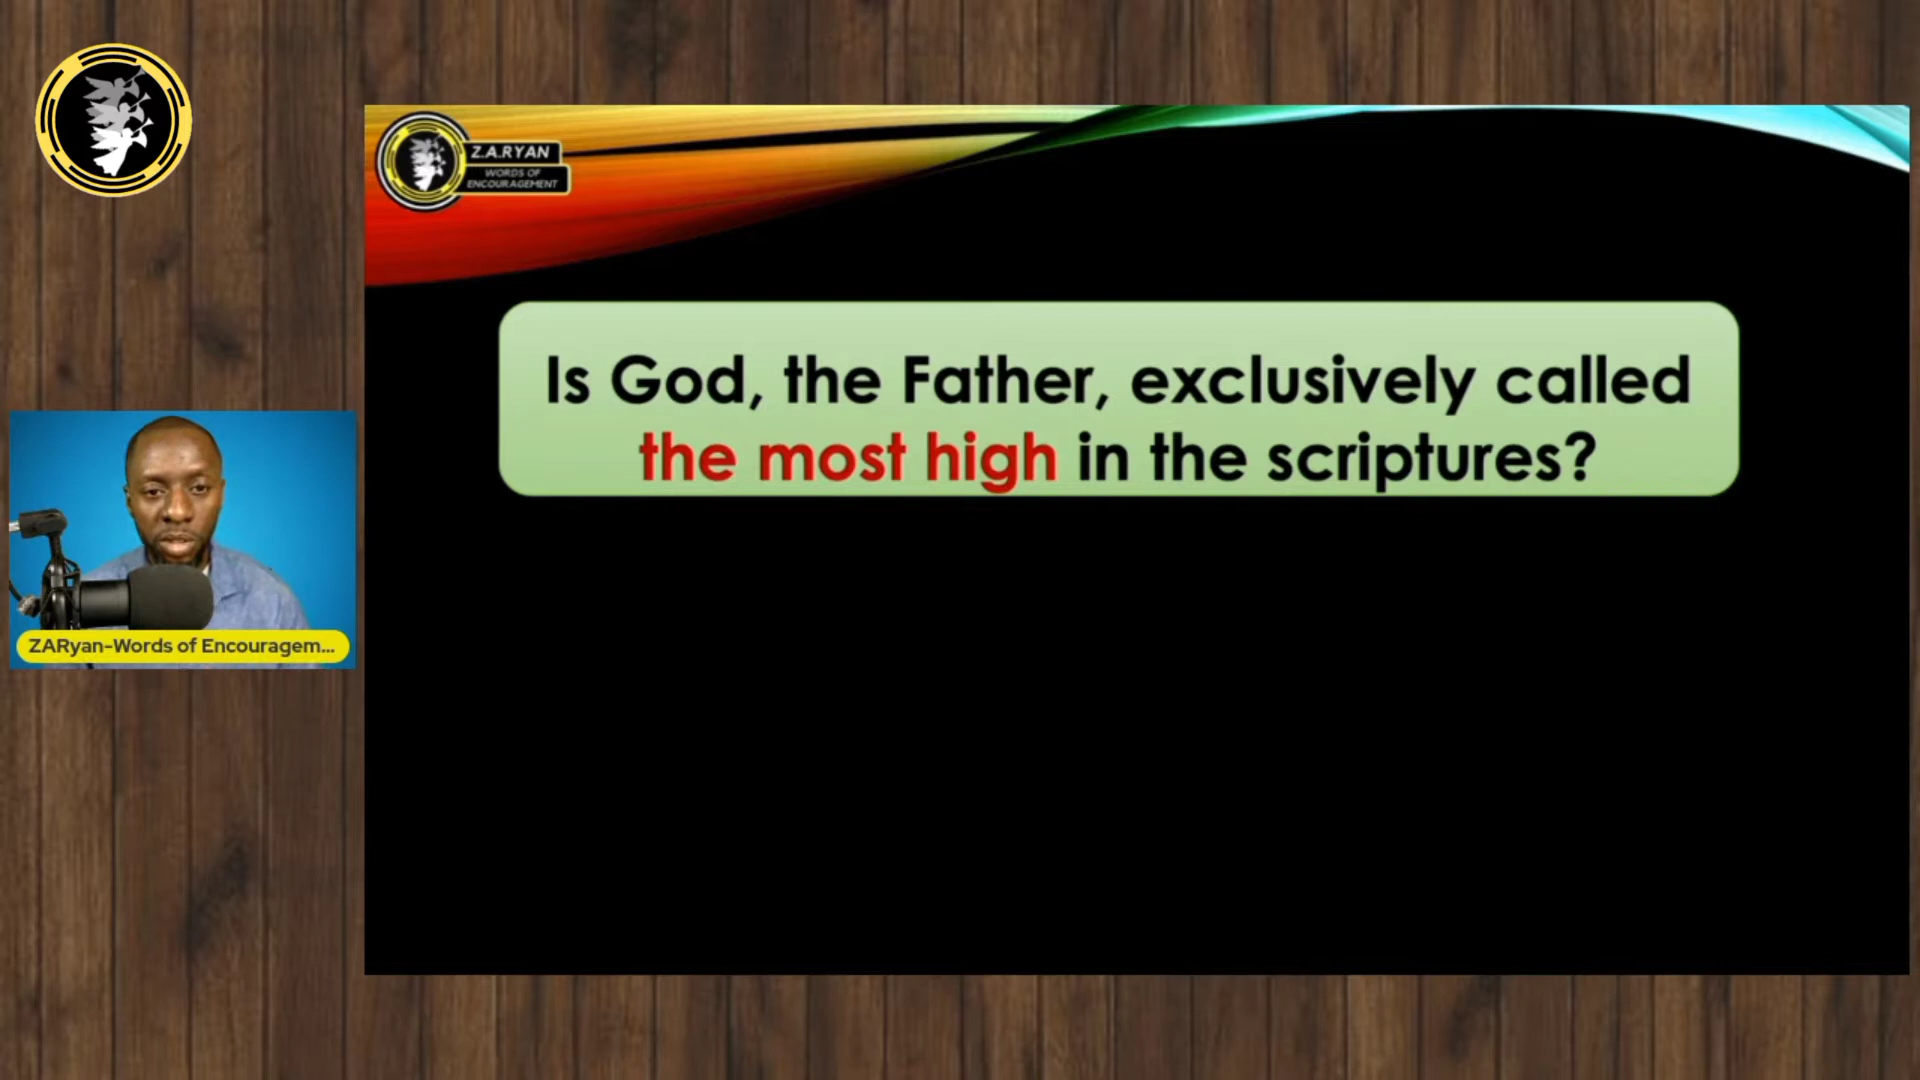 Z.A.RYAN
WORDS OF
ENCOURAGEMENT
Is God, the Father, exclusively called
the most high in the scriptures?
ZARyan-Words of Encouragem...